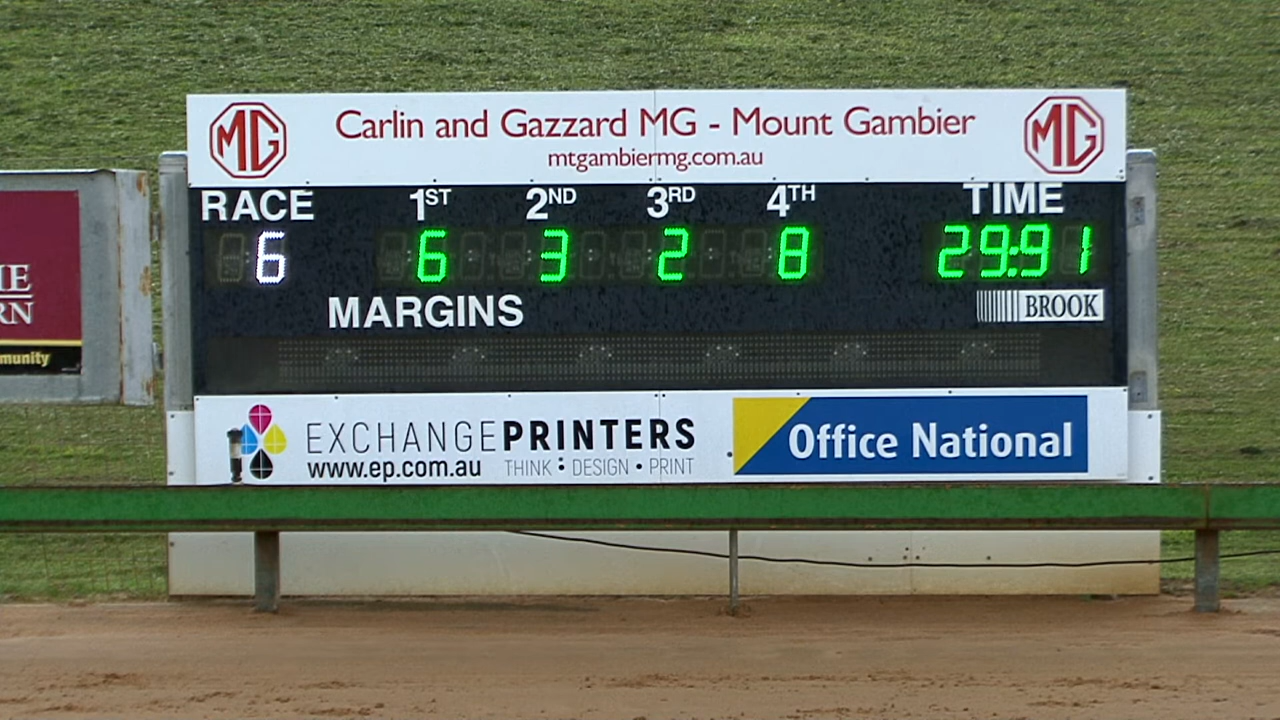 MG Carlin and Gazzard MG - Mount Gambier MG
mtgambiermg.com.au
RACE 1ST 2ND 3RD 4TH TIME
6 6 3 2 8 29:91
MARGINS
BROOK
IE
RN
munity
EXCHANGEPRINTERS
www.ep.com.au THINK : DESIGN • PRINT
Office National